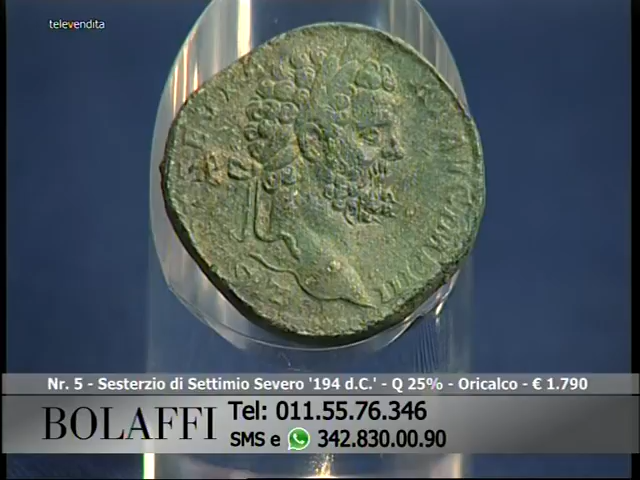 televendita
Nr. 5 - Sesterzio di Settimio Severo '194 d.C.' - Q 25% - Oricalco - € 1.790
BOLAFFI
Tel: 011.55.76.346
SMS e 342.830.00.90